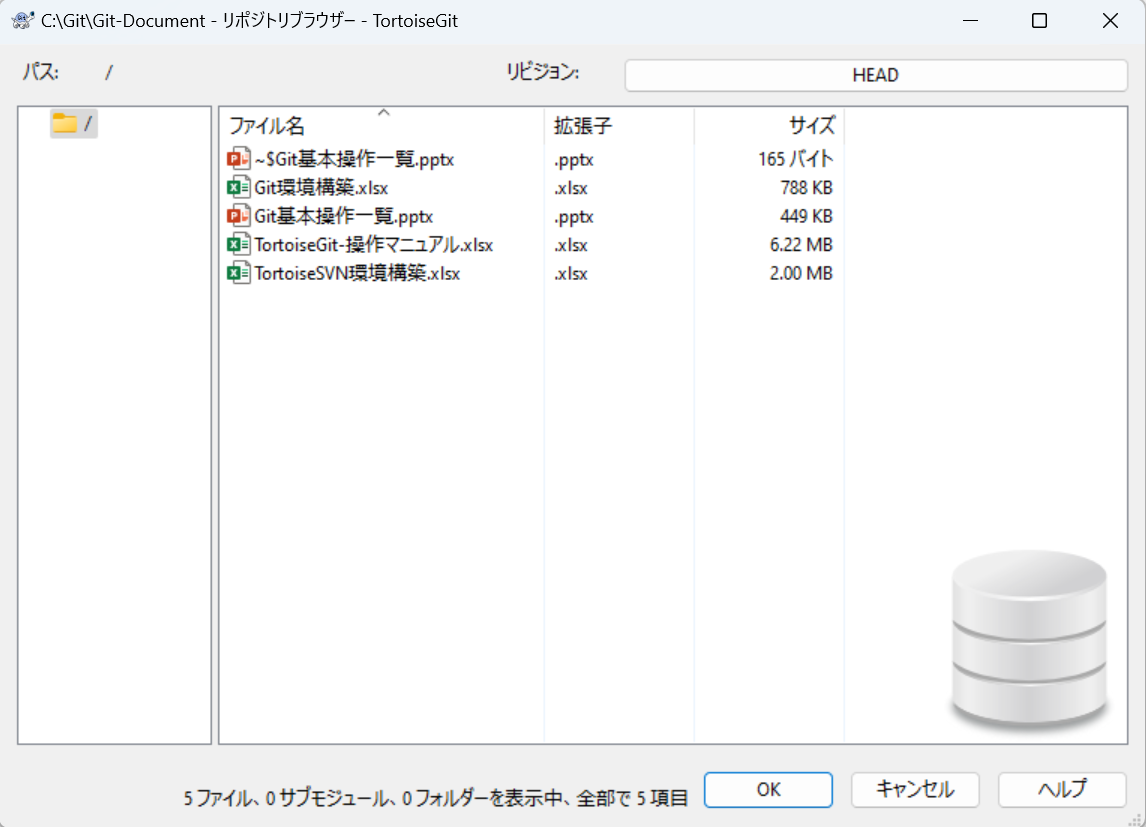 C:\Git\Git-Document - リポジトリブラウザー - TortoiseGit
パス: / リビジョン: HEAD
/
ファイル名 拡張子 サイズ
~$Git基本操作一覧.pptx .pptx 165 バイト
Git環境構築.xlsx .xlsx 788 KB
Git基本操作一覧.pptx .pptx 449 KB
TortoiseGit-操作マニュアル.xlsx .xlsx 6.22 MB
TortoiseSVN環境構築.xlsx .xlsx 2.00 MB
5 ファイル、0 サブモジュール、0 フォルダーを表示中、全部で 5 項目 OK キャンセル ヘルプ